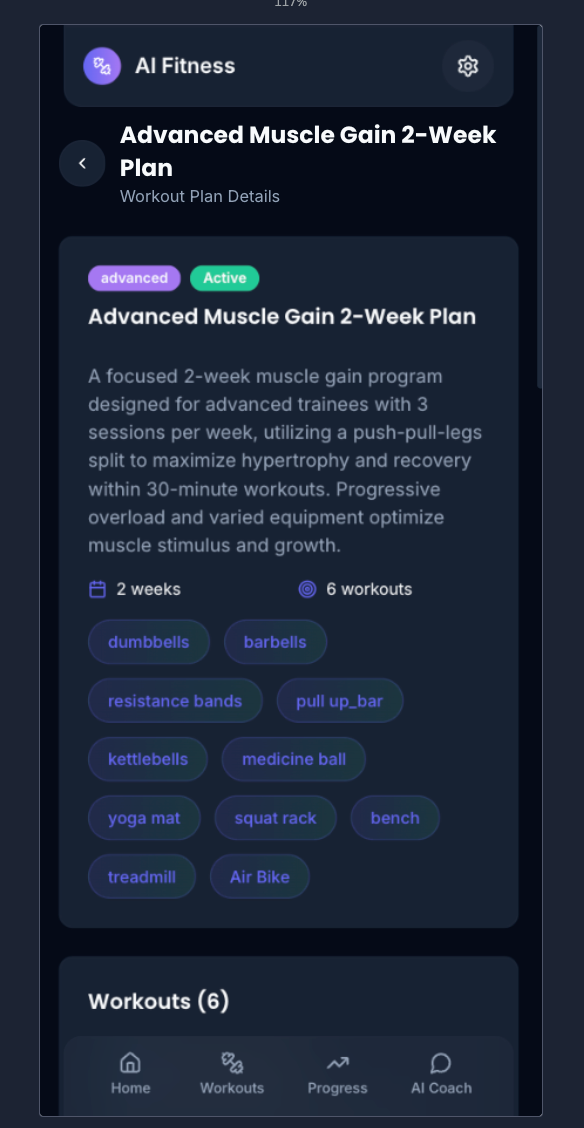 117%
AI Fitness
Advanced Muscle Gain 2-Week
Plan
Workout Plan Details
advanced Active
Advanced Muscle Gain 2-Week Plan
A focused 2-week muscle gain program
designed for advanced trainees with 3
sessions per week, utilizing a push-pull-legs
split to maximize hypertrophy and recovery
within 30-minute workouts. Progressive
overload and varied equipment optimize
muscle stimulus and growth.
2 weeks 6 workouts
dumbbells barbells
resistance bands pull up_bar
kettlebells medicine ball
yoga mat squat rack bench
treadmill Air Bike
Workouts (6)
Home Workouts Progress AI Coach